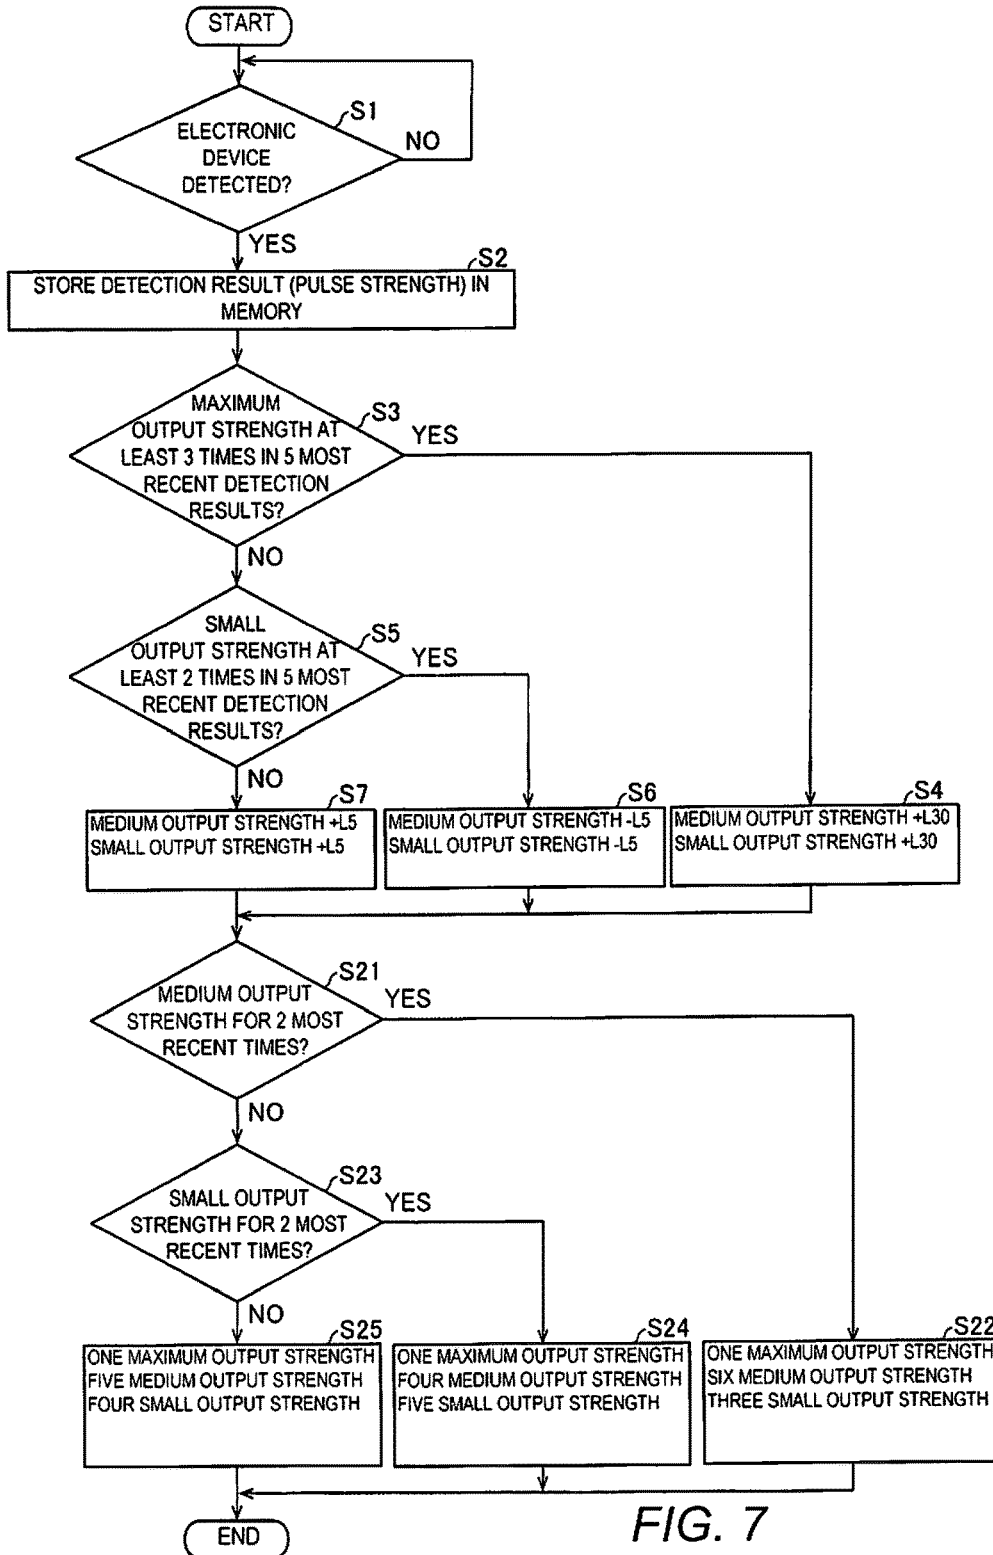 START
S1
ELECTRONIC
DEVICE
DETECTED?
NO
YES
S2
STORE DETECTION RESULT (PULSE STRENGTH) IN
MEMORY
S3
MAXIMUM
OUTPUT STRENGTH AT
LEAST 3 TIMES IN 5 MOST
RECENT DETECTION
RESULTS?
YES
NO
S5
SMALL
OUTPUT STRENGTH AT
LEAST 2 TIMES IN 5 MOST
RECENT DETECTION
RESULTS?
YES
NO
S7
MEDIUM OUTPUT STRENGTH +L5
SMALL OUTPUT STRENGTH +L5
S6
MEDIUM OUTPUT STRENGTH -L5
SMALL OUTPUT STRENGTH -L5
S4
MEDIUM OUTPUT STRENGTH +L30
SMALL OUTPUT STRENGTH +L30
S21
MEDIUM OUTPUT
STRENGTH FOR 2 MOST
RECENT TIMES?
YES
NO
S23
SMALL OUTPUT
STRENGTH FOR 2 MOST
RECENT TIMES?
YES
NO
S25
ONE MAXIMUM OUTPUT STRENGTH
FIVE MEDIUM OUTPUT STRENGTH
FOUR SMALL OUTPUT STRENGTH
S24
ONE MAXIMUM OUTPUT STRENGTH
FOUR MEDIUM OUTPUT STRENGTH
FIVE SMALL OUTPUT STRENGTH
S22
ONE MAXIMUM OUTPUT STRENGTH
SIX MEDIUM OUTPUT STRENGTH
THREE SMALL OUTPUT STRENGTH
END
FIG. 7